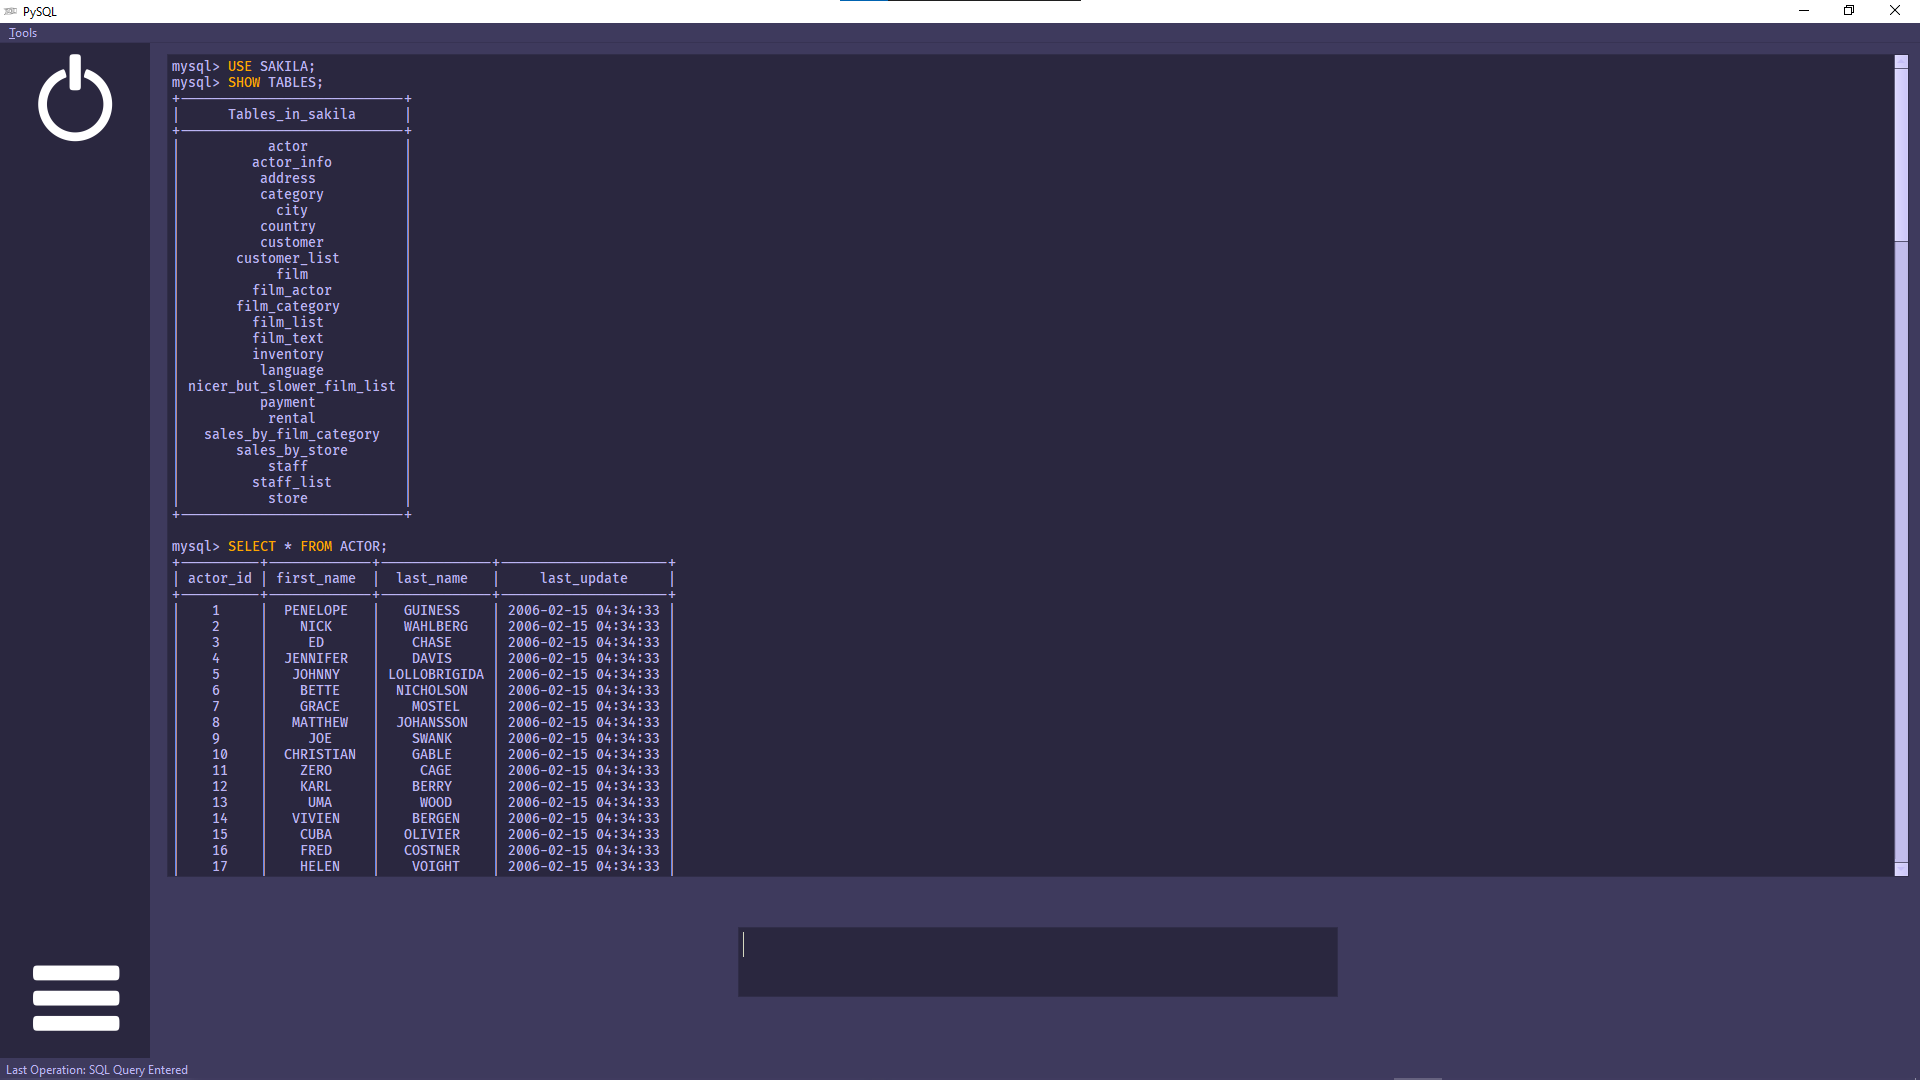 PySQL
Tools
mysql> USE SAKILA;
mysql> SHOW TABLES;
Tables_in_sakila
actor
actor_info
address
category
city
country
customer
customer_list
film
film_actor
film_category
film_list
film_text
inventory
language
nicer_but_slower_film_list
payment
rental
sales_by_film_category
sales_by_store
staff
staff_list
store
mysql> SELECT * FROM ACTOR;
| actor_id | first_name | last_name | last_update |
| 1 | PENELOPE | GUINESS | 2006-02-15 04:34:33 |
| 2 | NICK | WAHLBERG | 2006-02-15 04:34:33 |
| 3 | ED | CHASE | 2006-02-15 04:34:33 |
| 4 | JENNIFER | DAVIS | 2006-02-15 04:34:33 |
| 5 | JOHNNY | LOLLOBRIGIDA | 2006-02-15 04:34:33 |
| 6 | BETTE | NICHOLSON | 2006-02-15 04:34:33 |
| 7 | GRACE | MOSTEL | 2006-02-15 04:34:33 |
| 8 | MATTHEW | JOHANSSON | 2006-02-15 04:34:33 |
| 9 | JOE | SWANK | 2006-02-15 04:34:33 |
| 10 | CHRISTIAN | GABLE | 2006-02-15 04:34:33 |
| 11 | ZERO | CAGE | 2006-02-15 04:34:33 |
| 12 | KARL | BERRY | 2006-02-15 04:34:33 |
| 13 | UMA | WOOD | 2006-02-15 04:34:33 |
| 14 | VIVIEN | BERGEN | 2006-02-15 04:34:33 |
| 15 | CUBA | OLIVIER | 2006-02-15 04:34:33 |
| 16 | FRED | COSTNER | 2006-02-15 04:34:33 |
| 17 | HELEN | VOIGHT | 2006-02-15 04:34:33 |
Last Operation: SQL Query Entered